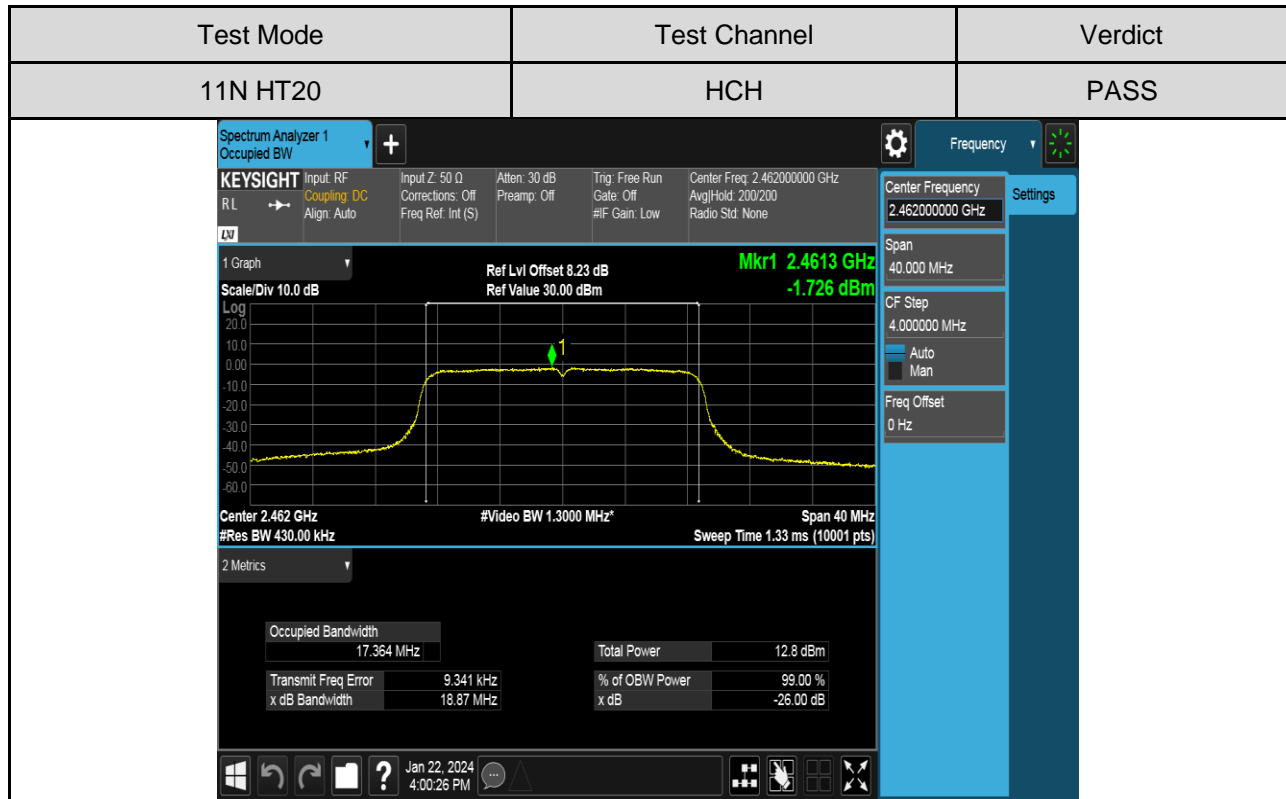 Test Mode Test Channel Verdict
11N HT20 HCH PASS
Spectrum Analyzer 1
Occupied BW
+
Frequency
KEYSIGHT Input: RF Input Z: 50 Ω Atten: 30 dB Trig: Free Run Center Freq: 2.462000000 GHz
RL Coupling: DC Corrections: Off Preamp: Off Gate: Off Avg|Hold: 200/200
Align: Auto Freq Ref: Int (S) #IF Gain: Low Radio Std: None
LXI
Center Frequency
2.462000000 GHz
Settings
Span
40.000 MHz
CF Step
4.000000 MHz
Auto
Man
Freq Offset
0 Hz
1 Graph
Scale/Div 10.0 dB
Ref Lvl Offset 8.23 dB
Ref Value 30.00 dBm
Mkr1 2.4613 GHz
-1.726 dBm
Log
20.0
10.0
0.00
-10.0
-20.0
-30.0
-40.0
-50.0
-60.0
1
Center 2.462 GHz #Video BW 1.3000 MHz* Span 40 MHz
#Res BW 430.00 kHz Sweep Time 1.33 ms (10001 pts)
2 Metrics
Occupied Bandwidth
17.364 MHz
Total Power 12.8 dBm
Transmit Freq Error 9.341 kHz % of OBW Power 99.00 %
x dB Bandwidth 18.87 MHz x dB -26.00 dB
?
Jan 22, 2024
4:00:26 PM